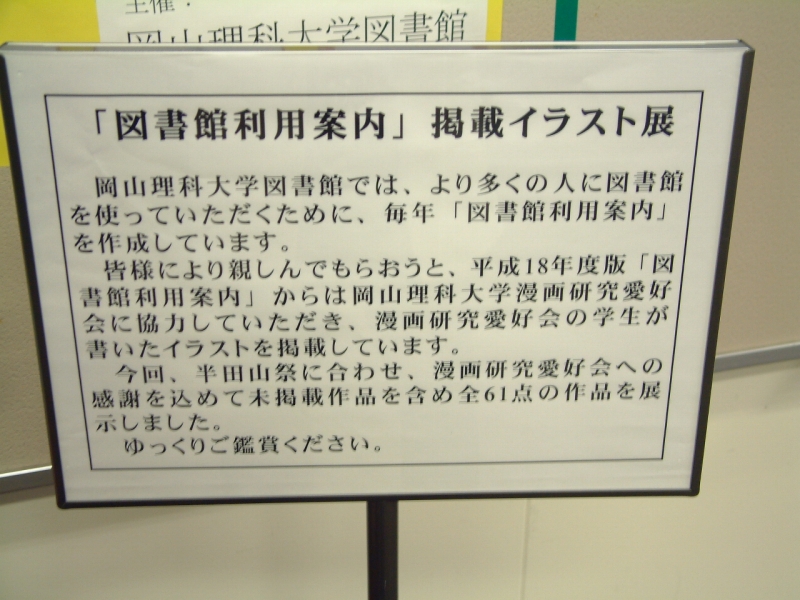 主催：
岡山理科大学図書館
「図書館利用案内」掲載イラスト展
岡山理科大学図書館では、より多くの人に図書館
を使っていただくために、毎年「図書館利用案内」
を作成しています。
皆様により親しんでもらおうと、平成18年度版「図
書館利用案内」からは岡山理科大学漫画研究愛好
会に協力していただき、漫画研究愛好会の学生が
書いたイラストを掲載しています。
今回、半田山祭に合わせ、漫画研究愛好会への
感謝を込めて未掲載作品を含め全61点の作品を展
示しました。
ゆっくりご鑑賞ください。